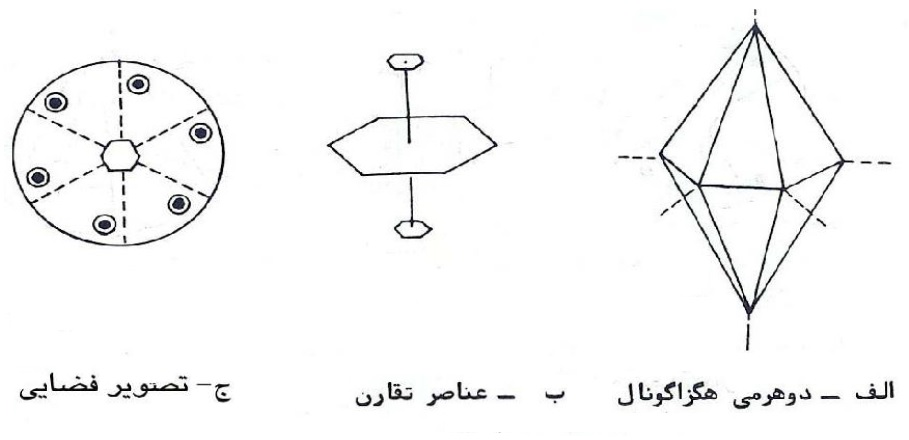 الف – دوهرمی هگزاگونال
ب – عناصر تقارن
ج- تصویر فضایی